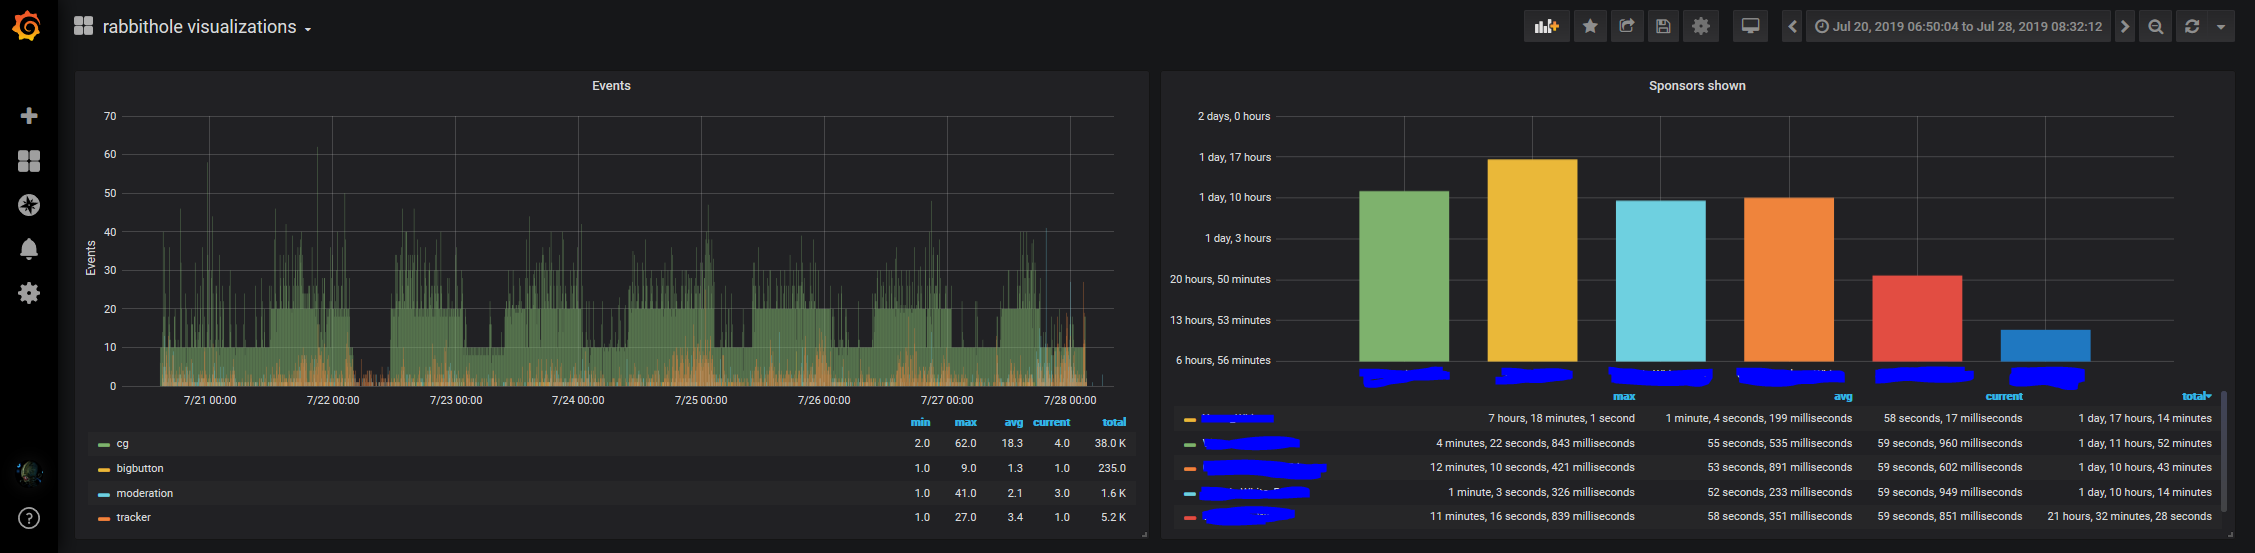 rabbithole visualizations
Jul 20, 2019 06:50:04 to Jul 28, 2019 08:32:12
Events
70
60
50
40
30
20
10
0
Events
7/21 00:00 7/22 00:00 7/23 00:00 7/24 00:00 7/25 00:00 7/26 00:00 7/27 00:00 7/28 00:00
min max avg current total
cg 2.0 62.0 18.3 4.0 38.0 K
bigbutton 1.0 9.0 1.3 1.0 235.0
moderation 1.0 41.0 2.1 3.0 1.6 K
tracker 1.0 27.0 3.4 1.0 5.2 K
Sponsors shown
2 days, 0 hours
1 day, 17 hours
1 day, 10 hours
1 day, 3 hours
20 hours, 50 minutes
13 hours, 53 minutes
6 hours, 56 minutes
max avg current total
7 hours, 18 minutes, 1 second 1 minute, 4 seconds, 199 milliseconds 58 seconds, 17 milliseconds 1 day, 17 hours, 14 minutes
4 minutes, 22 seconds, 843 milliseconds 55 seconds, 535 milliseconds 59 seconds, 960 milliseconds 1 day, 11 hours, 52 minutes
12 minutes, 10 seconds, 421 milliseconds 53 seconds, 891 milliseconds 59 seconds, 602 milliseconds 1 day, 10 hours, 43 minutes
1 minute, 3 seconds, 326 milliseconds 52 seconds, 233 milliseconds 59 seconds, 949 milliseconds 1 day, 10 hours, 14 minutes
11 minutes, 16 seconds, 839 milliseconds 58 seconds, 351 milliseconds 59 seconds, 851 milliseconds 21 hours, 32 minutes, 28 seconds